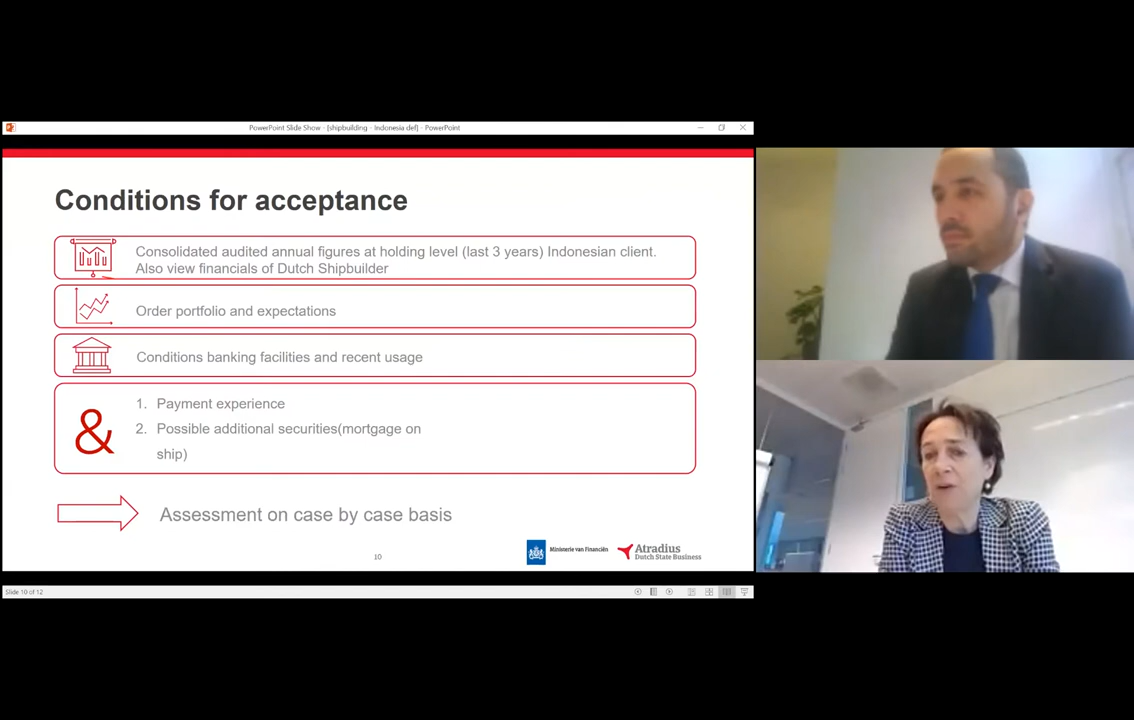 PowerPoint Slide Show - [shipbuilding - Indonesia def] - PowerPoint
Conditions for acceptance
Consolidated audited annual figures at holding level (last 3 years) Indonesian client.
Also view financials of Dutch Shipbuilder
Order portfolio and expectations
Conditions banking facilities and recent usage
&
1. Payment experience
2. Possible additional securities(mortgage on
ship)
Assessment on case by case basis
10
Ministerie van Financiën
Atradius
Dutch State Business
Slide 10 of 12